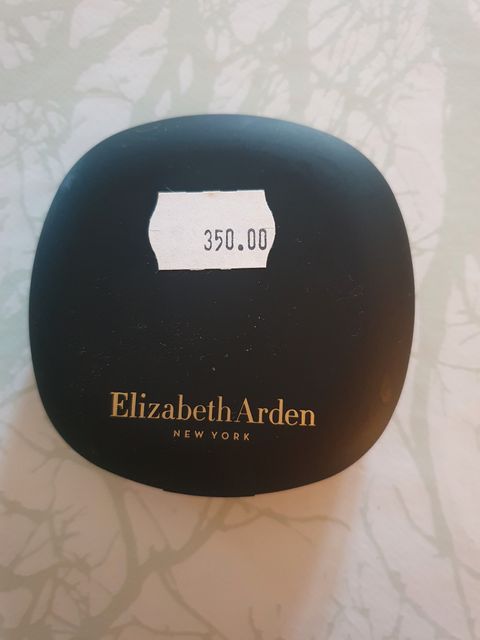 350.00
Elizabeth Arden
NEW YORK